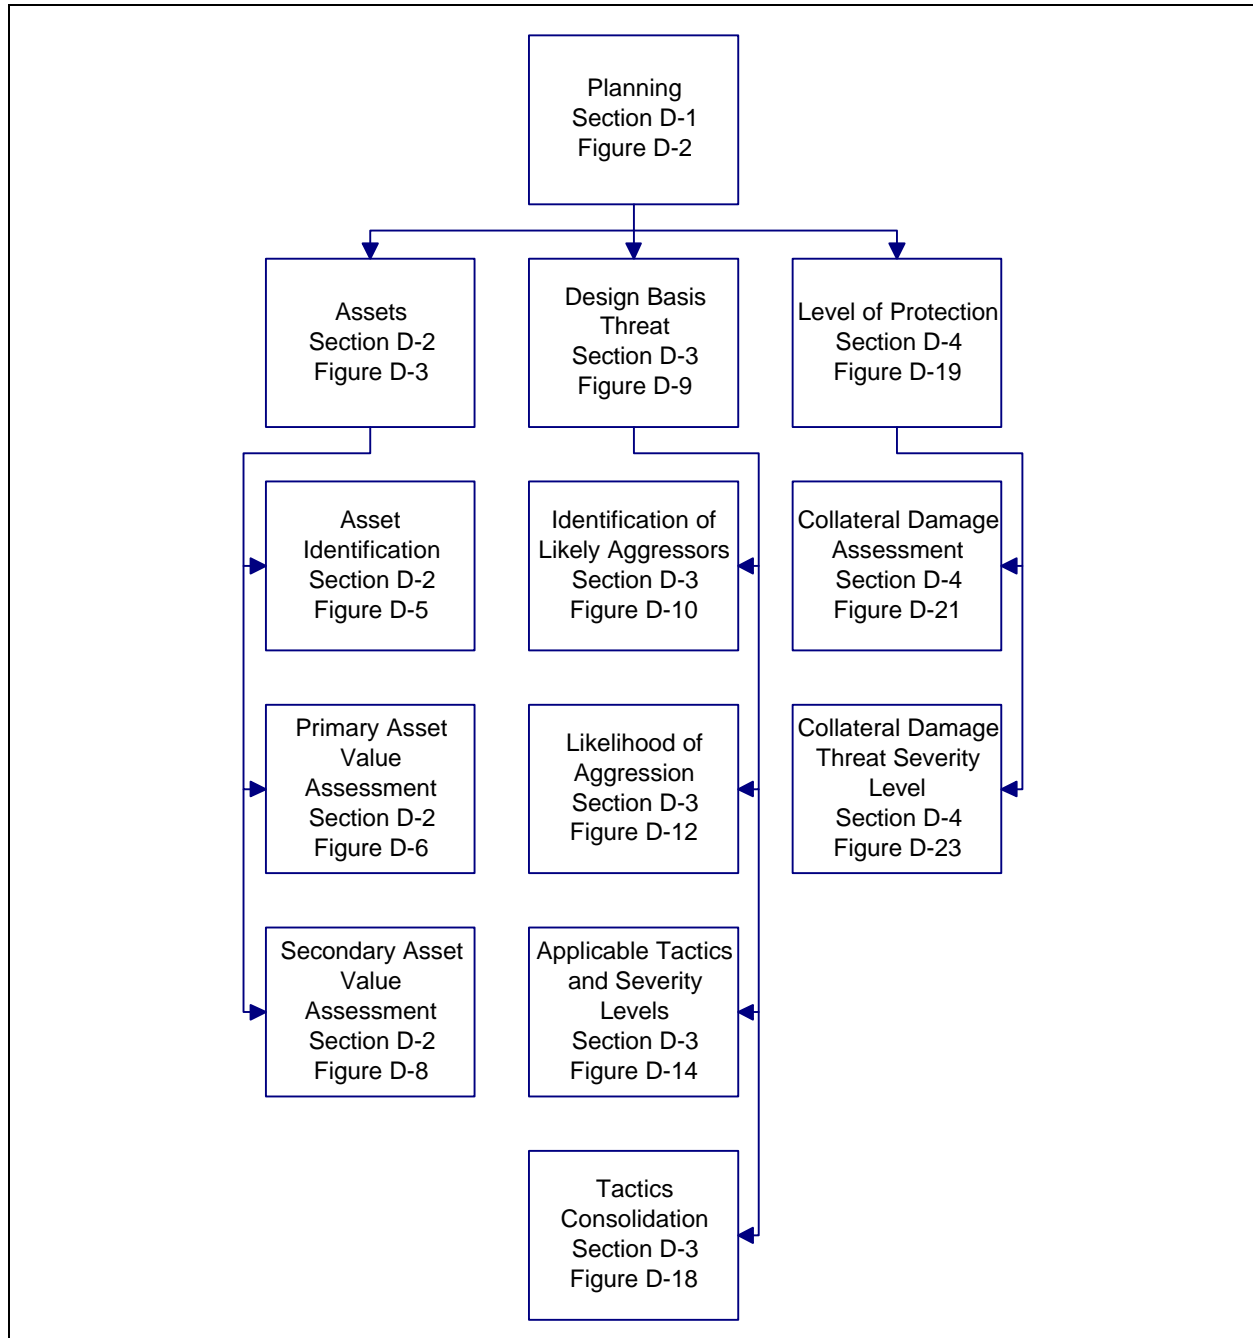 Planning
Section D-1
Figure D-2
Assets
Section D-2
Figure D-3
Design Basis
Threat
Section D-3
Figure D-9
Level of Protection
Section D-4
Figure D-19
Asset
Identification
Section D-2
Figure D-5
Identification of
Likely Aggressors
Section D-3
Figure D-10
Collateral Damage
Assessment
Section D-4
Figure D-21
Primary Asset
Value
Assessment
Section D-2
Figure D-6
Likelihood of
Aggression
Section D-3
Figure D-12
Collateral Damage
Threat Severity
Level
Section D-4
Figure D-23
Secondary Asset
Value
Assessment
Section D-2
Figure D-8
Applicable Tactics
and Severity
Levels
Section D-3
Figure D-14
Tactics
Consolidation
Section D-3
Figure D-18